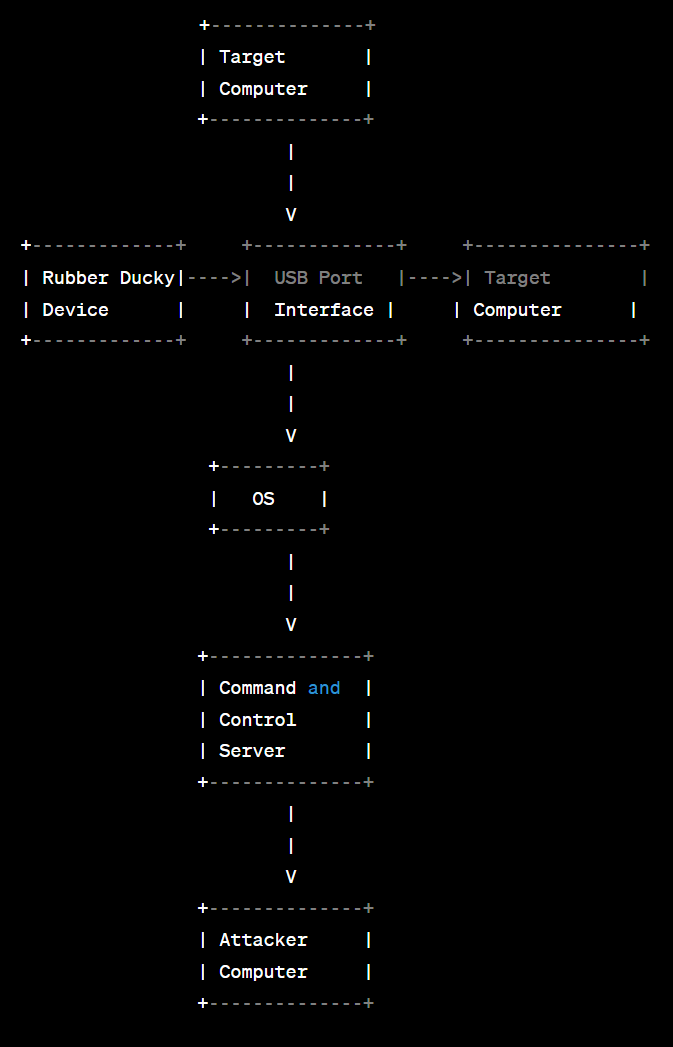 +--------------+
| Target       |
| Computer     |
+--------------+
|
|
V
+-------------+     +-------------+     +---------------+
| Rubber Ducky|---->|  USB Port   |---->| Target        |
| Device      |     |  Interface |     | Computer      |
+-------------+     +-------------+     +---------------+
|
|
V
+---------+
|   OS    |
+---------+
|
|
V
+--------------+
| Command and  |
| Control      |
| Server       |
+--------------+
|
|
V
+--------------+
| Attacker     |
| Computer     |
+--------------+